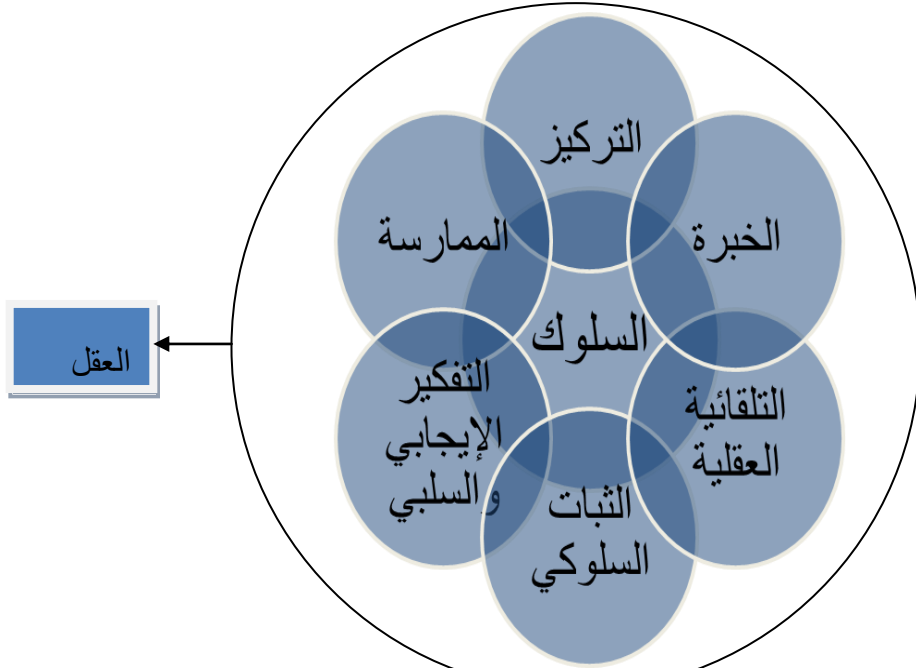 التركيز
الخبرة
الممارسة
السلوك
العقل
التلقائية
العقلية
التفكير
الإيجابي
والسلبي
الثبات
السلوكي